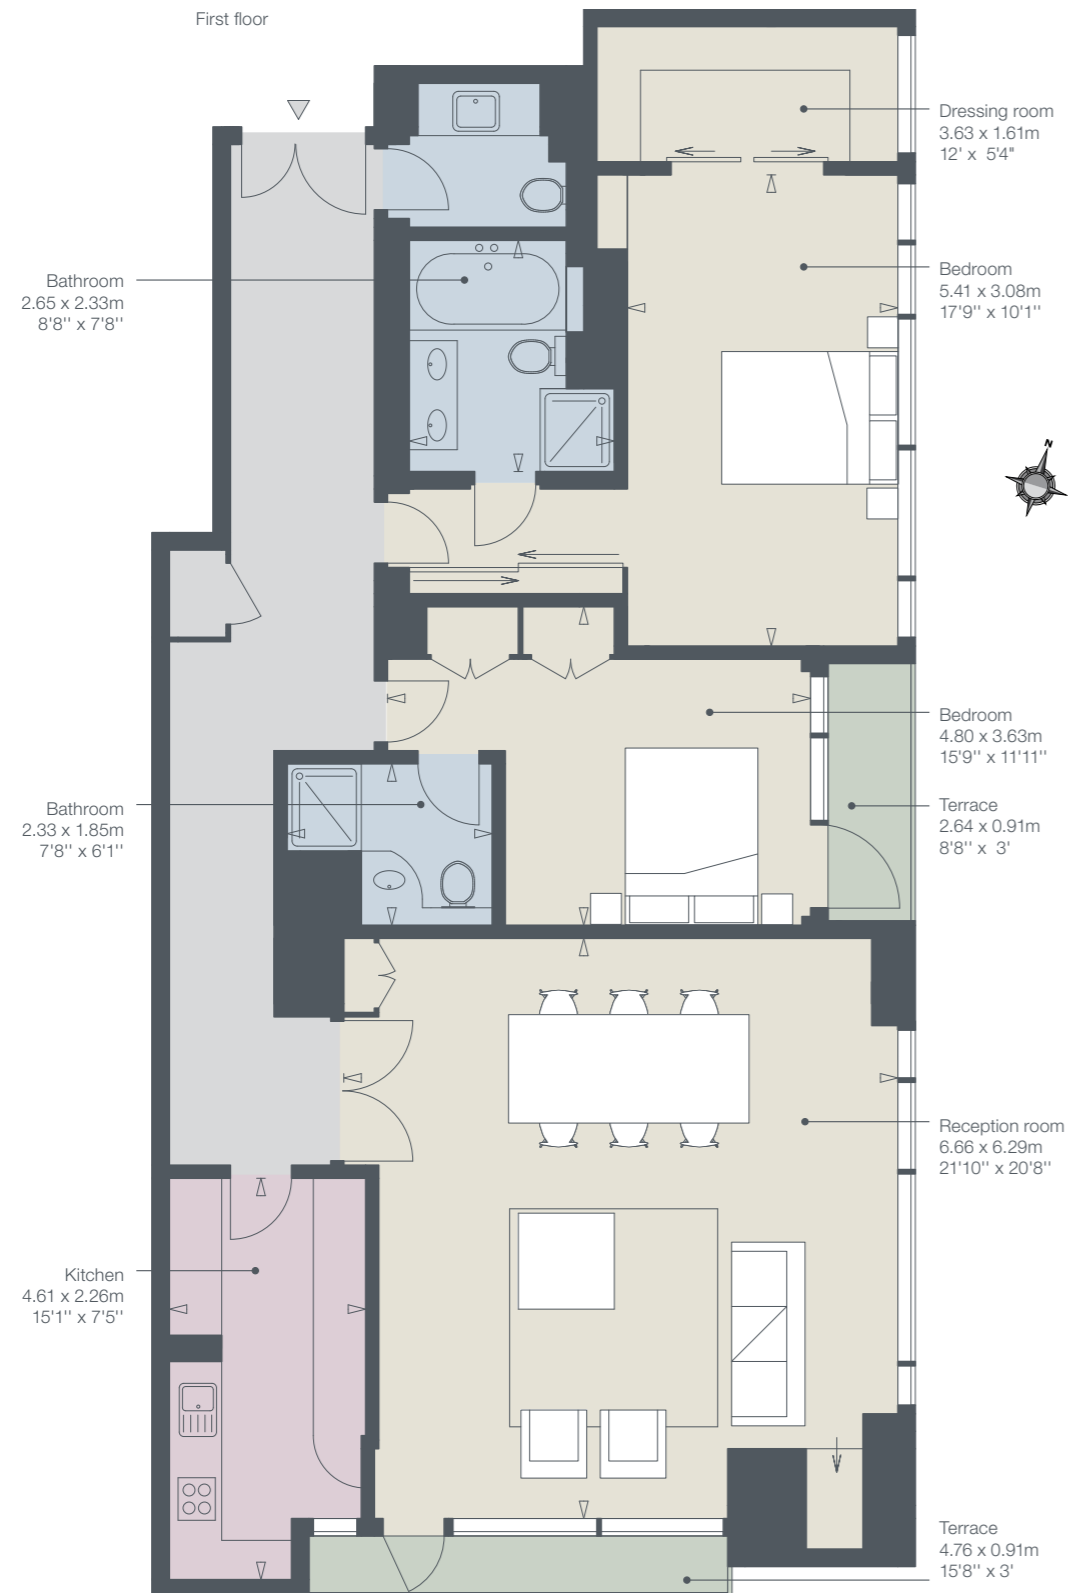 First floor
Dressing room
3.63 x 1.61m
12' x 5'4"
Bathroom
2.65 x 2.33m
8'8'' x 7'8''
Bedroom
5.41 x 3.08m
17'9'' x 10'1''
N
Bedroom
4.80 x 3.63m
15'9'' x 11'11''
Bathroom
2.33 x 1.85m
7'8'' x 6'1''
Terrace
2.64 x 0.91m
8'8'' x 3'
Reception room
6.66 x 6.29m
21'10'' x 20'8''
Kitchen
4.61 x 2.26m
15'1'' x 7'5''
Terrace
4.76 x 0.91m
15'8'' x 3'